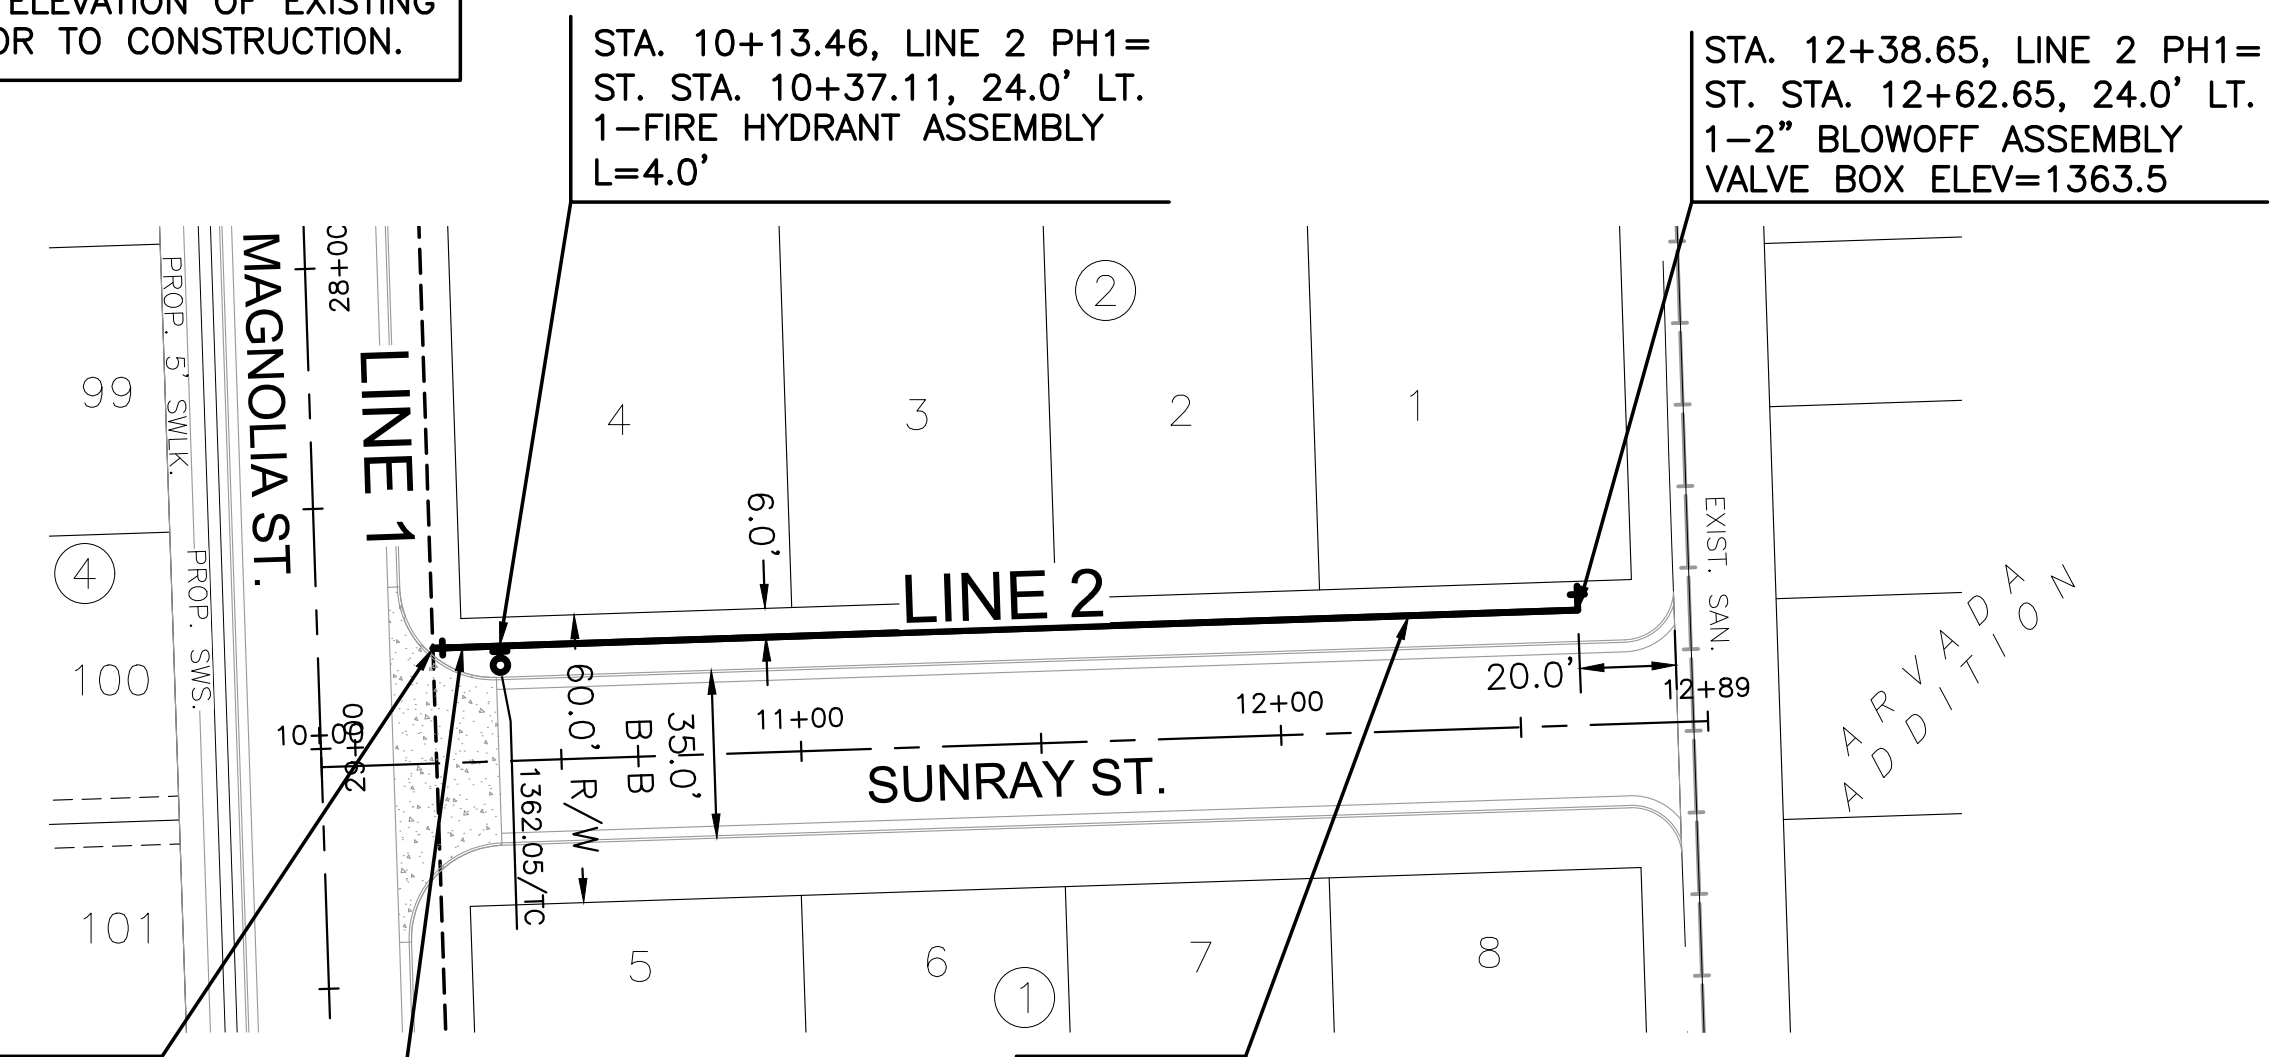 ELEVATION OF EXISTING
OR TO CONSTRUCTION.
STA. 10+13.46, LINE 2 PH1=
ST. STA. 10+37.11, 24.0' LT.
1-FIRE HYDRANT ASSEMBLY
L=4.0'
STA. 12+38.65, LINE 2 PH1=
ST. STA. 12+62.65, 24.0' LT.
1-2" BLOWOFF ASSEMBLY
VALVE BOX ELEV=1363.5
PROP. 5' SWLK.
MAGNOLIA ST.
28+00
LINE 1
2
99
4
3
2
1
6.0'
EXIST. SAN.
4
PROP. SWS.
LINE 2
ARVADA
ADDITION
100
20.0'
12+89
10+00
29+00
60.0' R/W
B-B
35.0'
11+00
12+00
SUNRAY ST.
1362.05/TC
101
5
6
7
8
1